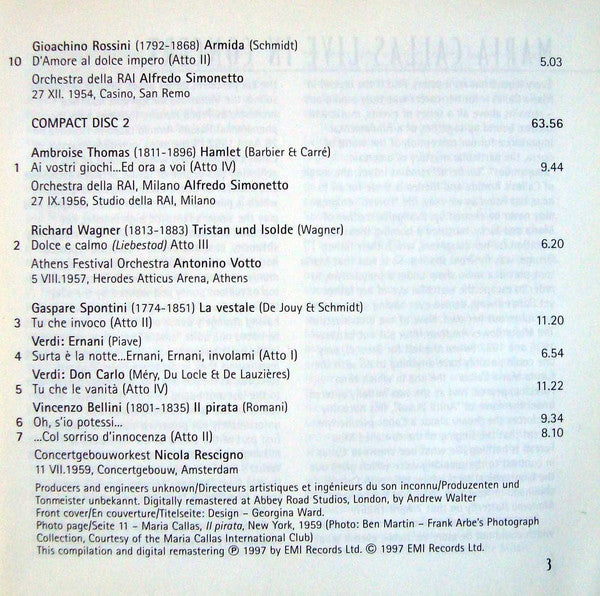 MARIA CALLAS LIVE IN CONCERT
Gioachino Rossini (1792-1868) Armida (Schmidt)
10 D'Amore al dolce impero (Atto II) 5.03
Orchestra della RAI Alfredo Simonetto
27 XII. 1954, Casino, San Remo
COMPACT DISC 2 63.56
Ambroise Thomas (1811-1896) Hamlet (Barbier & Carré)
1 Ai vostri giochi...Ed ora a voi (Atto IV) 9.44
Orchestra della RAI, Milano Alfredo Simonetto
27 IX.1956, Studio della RAI, Milano
Richard Wagner (1813-1883) Tristan und Isolde (Wagner)
2 Dolce e calmo (Liebestod) Atto III 6.20
Athens Festival Orchestra Antonino Votto
5 VIII.1957, Herodes Atticus Arena, Athens
Gaspare Spontini (1774-1851) La vestale (De Jouy & Schmidt)
3 Tu che invoco (Atto II) 11.20
Verdi: Ernani (Piave)
4 Surta è la notte...Ernani, Ernani, involami (Atto I) 6.54
Verdi: Don Carlo (Méry, Du Locle & De Lauzières)
5 Tu che le vanità (Atto IV) 11.22
Vincenzo Bellini (1801-1835) Il pirata (Romani)
6 Oh, s'io potessi... 9.34
7 ...Col sorriso d'innocenza (Atto II) 8.10
Concertgebouworkest Nicola Rescigno
11 VII.1959, Concertgebouw, Amsterdam
Producers and engineers unknown/Directeurs artistiques et ingénieurs du son inconnu/Produzenten und
Tonmeister unbekannt. Digitally remastered at Abbey Road Studios, London, by Andrew Walter
Front cover/En couverture/Titelseite: Design - Georgina Ward.
Photo page/Seite 11 - Maria Callas, Il pirata, New York, 1959 (Photo: Ben Martin - Frank Arbe's Photograph
Collection, Courtesy of the Maria Callas International Club)
This compilation and digital remastering ℗ 1997 by EMI Records Ltd. © 1997 EMI Records Ltd.
3